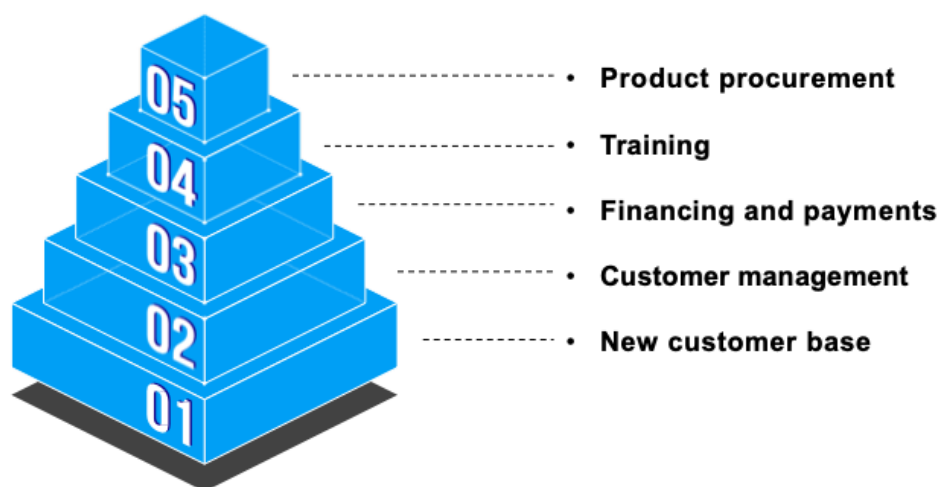 05 • Product procurement
04 • Training
03 • Financing and payments
02 • Customer management
01 • New customer base